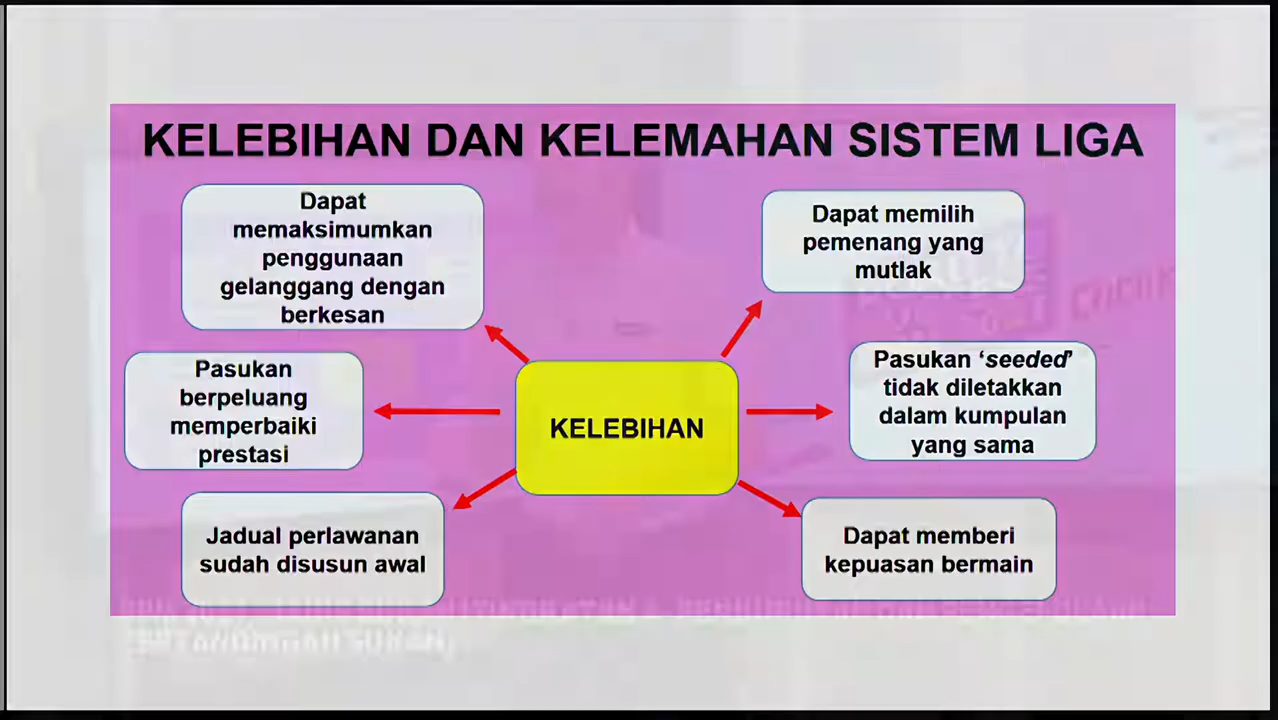 KELEBIHAN DAN KELEMAHAN SISTEM LIGA
Dapat
memaksimumkan
penggunaan
gelanggang dengan
berkesan
Dapat memilih
pemenang yang
mutlak
Pasukan
berpeluang
memperbaiki
prestasi
KELEBIHAN
Pasukan ‘seeded’
tidak diletakkan
dalam kumpulan
yang sama
Jadual perlawanan
sudah disusun awal
Dapat memberi
kepuasan bermain